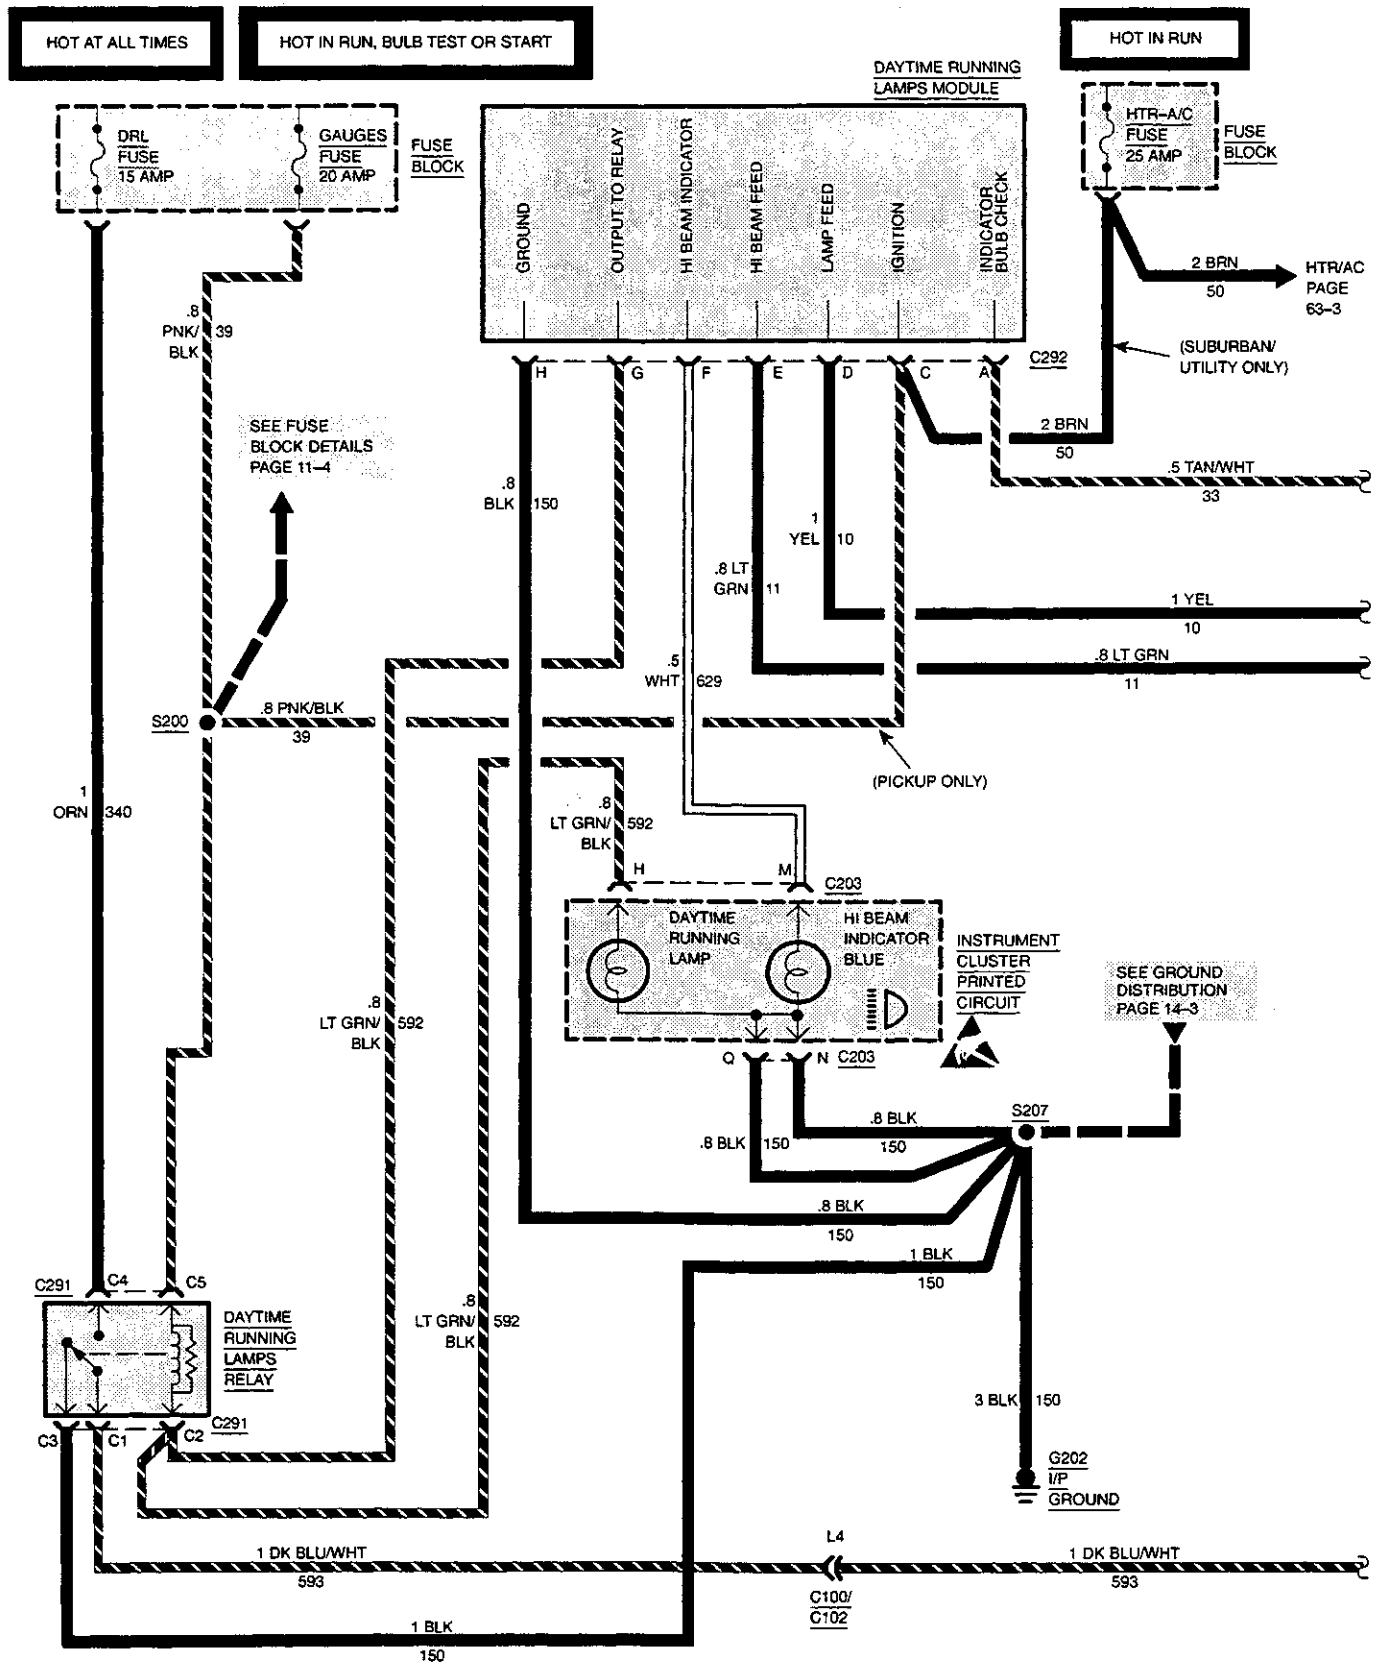 HOT AT ALL TIMES
HOT IN RUN, BULB TEST OR START
HOT IN RUN
DAYTIME RUNNING
LAMPS MODULE
DRL
FUSE
15 AMP
GAUGES
FUSE
20 AMP
FUSE
BLOCK
GROUND
OUTPUT TO RELAY
HI BEAM INDICATOR
HI BEAM FEED
LAMP FEED
IGNITION
INDICATOR
BULB CHECK
HTR–A/C
FUSE
25 AMP
FUSE
BLOCK
2 BRN
50
HTR/AC
PAGE
63–3
.8
PNK/
BLK
39
(SUBURBAN/
UTILITY ONLY)
H
G
F
E
D
C
A
C292
2 BRN
50
SEE FUSE
BLOCK DETAILS
PAGE 11–4
.5 TAN/WHT
33
.8
BLK
150
1
YEL
10
.8 LT
GRN
11
1 YEL
10
.8 LT GRN
11
.5
WHT
629
S200
.8 PNK/BLK
39
(PICKUP ONLY)
1
ORN
340
.8
LT GRN/
BLK
592
H
M
C203
DAYTIME
RUNNING
LAMP
HI BEAM
INDICATOR
BLUE
INSTRUMENT
CLUSTER
PRINTED
CIRCUIT
SEE GROUND
DISTRIBUTION
PAGE 14–3
.8
LT GRN/
BLK
592
Q
N
C203
S207
.8 BLK
150
.8 BLK
150
.8 BLK
150
1 BLK
150
C291
C4
C5
DAYTIME
RUNNING
LAMPS
RELAY
.8
LT GRN/
BLK
592
3 BLK
150
C3
C1
C2
C291
G202
I/P
GROUND
1 DK BLU/WHT
593
L4
C100/
C102
1 DK BLU/WHT
593
1 BLK
150